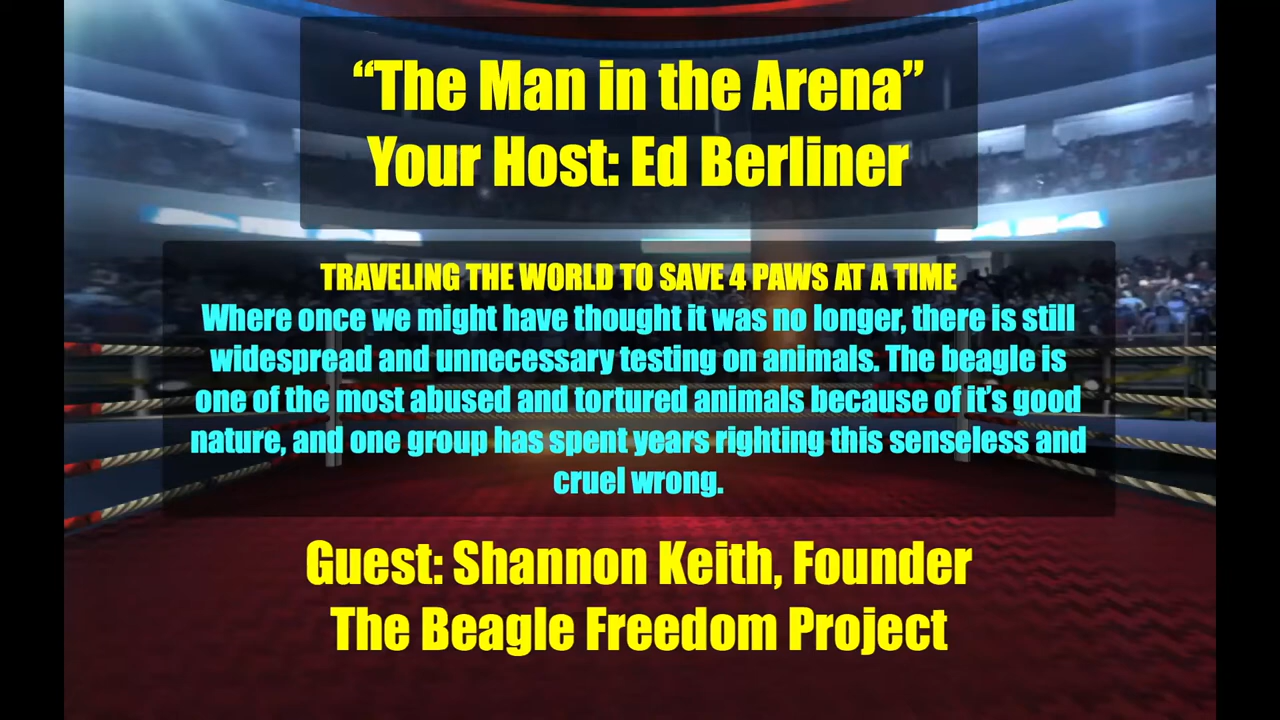 “The Man in the Arena”
Your Host: Ed Berliner
TRAVELING THE WORLD TO SAVE 4 PAWS AT A TIME
Where once we might have thought it was no longer, there is still
widespread and unnecessary testing on animals. The beagle is
one of the most abused and tortured animals because of it’s good
nature, and one group has spent years righting this senseless and
cruel wrong.
Guest: Shannon Keith, Founder
The Beagle Freedom Project